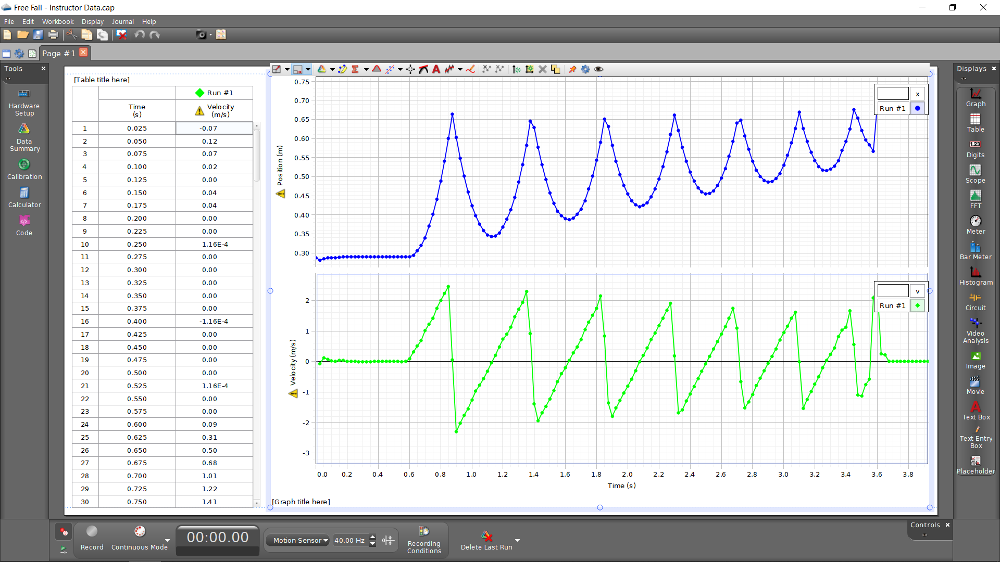 Free Fall - Instructor Data.cap
File Edit Workbook Display Journal Help
Page #1
Tools
Hardware Setup
Data Summary
Calibration
Calculator
Code
[Table title here]
Run #1
Time (s) Velocity (m/s)
1 0.025 -0.07
2 0.050 0.12
3 0.075 0.07
4 0.100 0.02
5 0.125 0.00
6 0.150 0.04
7 0.175 0.04
8 0.200 0.00
9 0.225 0.00
10 0.250 1.16E-4
11 0.275 0.00
12 0.300 0.00
13 0.325 0.00
14 0.350 0.00
15 0.375 0.00
16 0.400 -1.16E-4
17 0.425 0.00
18 0.450 0.00
19 0.475 0.00
20 0.500 0.00
21 0.525 1.16E-4
22 0.550 0.00
23 0.575 0.00
24 0.600 0.09
25 0.625 0.31
26 0.650 0.50
27 0.675 0.68
28 0.700 1.01
29 0.725 1.22
30 0.750 1.41
Position (m)
0.75
0.70
0.65
0.60
0.55
0.50
0.45
0.40
0.35
0.30
x
Run #1
Velocity (m/s)
2
1
0
-1
-2
-3
v
Run #1
0.0 0.2 0.4 0.6 0.8 1.0 1.2 1.4 1.6 1.8 2.0 2.2 2.4 2.6 2.8 3.0 3.2 3.4 3.6 3.8
Time (s)
[Graph title here]
Displays
Graph
Table
1.23
Digits
Scope
FFT
Meter
Bar Meter
Histogram
Circuit
Video Analysis
Image
Movie
Text Box
Text Entry Box
Placeholder
Record
Continuous Mode
00:00.00
Motion Sensor
40.00 Hz
Recording Conditions
Delete Last Run
Controls